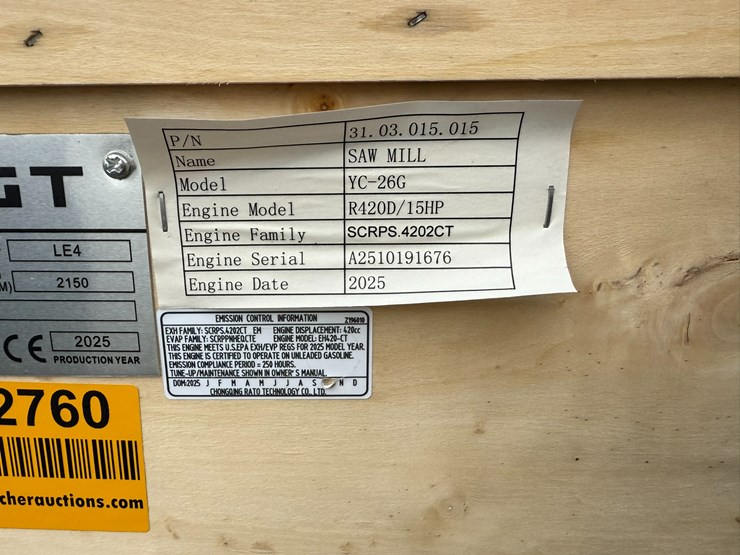 P/N 31.03.015.015
Name SAW MILL
Model YC-26G
Engine Model R420D/15HP
Engine Family SCRPS.4202CT
Engine Serial A2510191676
Engine Date 2025
GT
LE4
M) 2150
CE 2025
PRODUCTION YEAR
EMISSION CONTROL INFORMATION Z196010
EXH FAMILY: SCRPS.4202CT EM ENGINE DISPLACEMENT: 420cc
EVAP FAMILY: SCRPPNHEQCTE ENGINE MODEL: EH420-CT
THIS ENGINE MEETS U.S.EPA EXH/EVP REGS FOR 2025 MODEL YEAR.
THIS ENGINE IS CERTIFIED TO OPERATE ON UNLEADED GASOLINE.
EMISSION COMPLIANCE PERIOD = 250 HOURS.
TUNE-UP/MAINTENANCE SHOWN IN OWNER'S MANUAL.
DOM:2025 J F M A M J J A S N D
CHONGQING RATO TECHNOLOGY CO., LTD.
2760
cherauctions.com